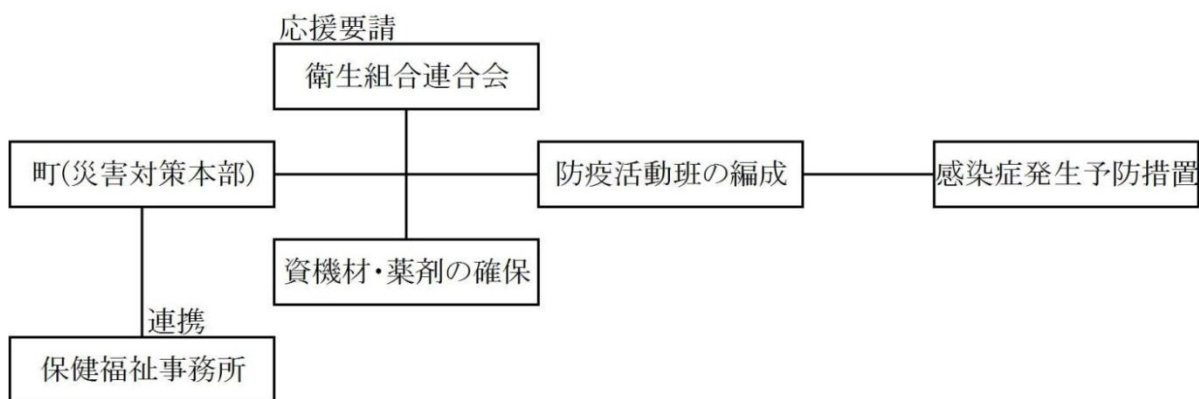 応援要請
衛生組合連合会
町(災害対策本部)
防疫活動班の編成
感染症発生予防措置
資機材・薬剤の確保
連携
保健福祉事務所